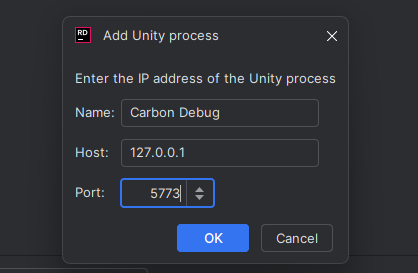 RD
Add Unity process
Enter the IP address of the Unity process
Name: Carbon Debug
Host: 127.0.0.1
Port: 5773
OK Cancel